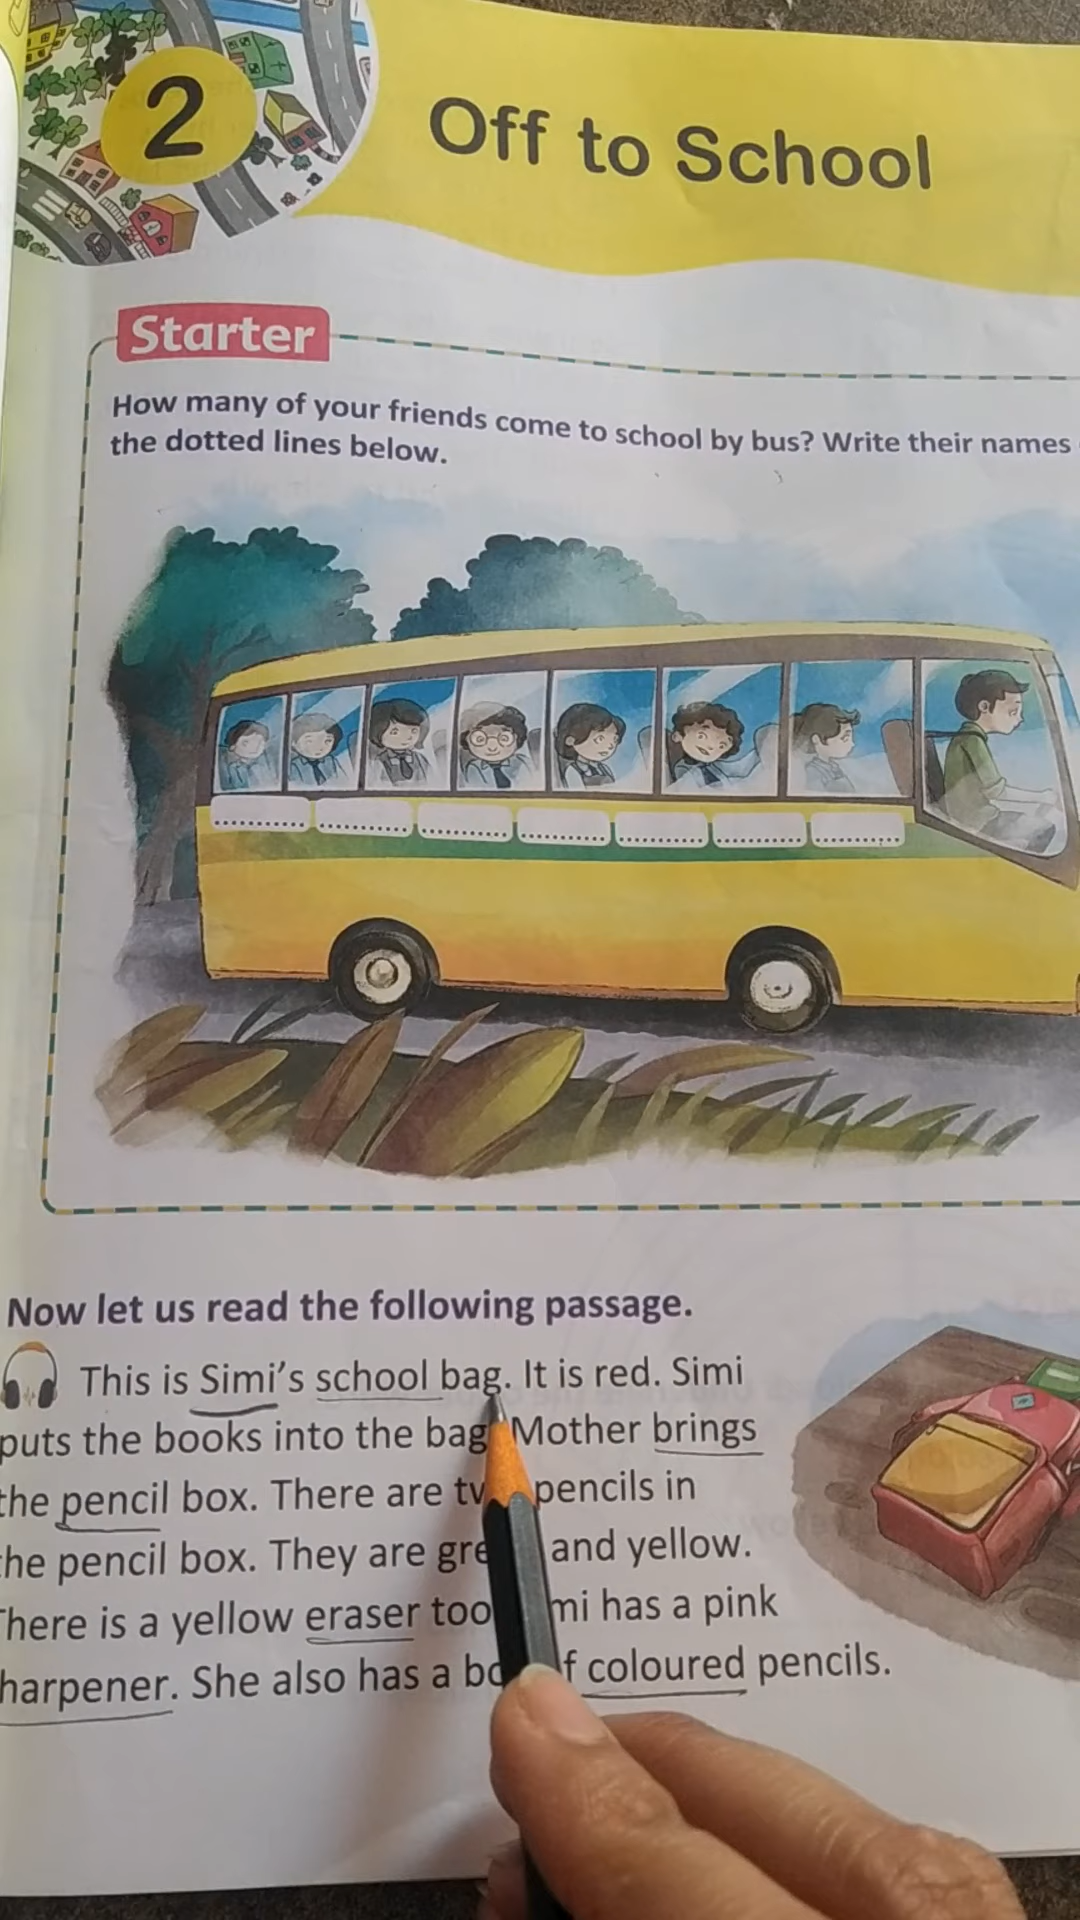 2
Off to School
Starter
How many of your friends come to school by bus? Write their names
the dotted lines below.
Now let us read the following passage.
This is Simi's school bag. It is red. Simi
puts the books into the bag Mother brings
the pencil box. There are pencils in
the pencil box. They are and yellow.
There is a yellow eraser too has a pink
harpener. She also has a coloured pencils.